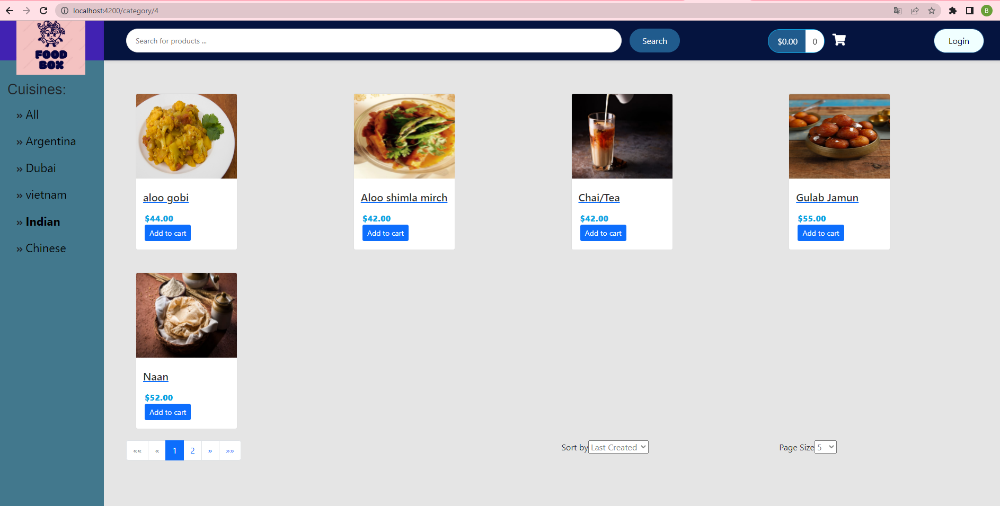 localhost:4200/category/4
B
FOOD
BOX
Search for products ...
Search
$0.00 0
Login
Cuisines:
» All
» Argentina
» Dubai
» vietnam
» Indian
» Chinese
aloo gobi
$44.00
Add to cart
Aloo shimla mirch
$42.00
Add to cart
Chai/Tea
$42.00
Add to cart
Gulab Jamun
$55.00
Add to cart
Naan
$52.00
Add to cart
«« « 1 2 » »»
Sort by Last Created
Page Size 5